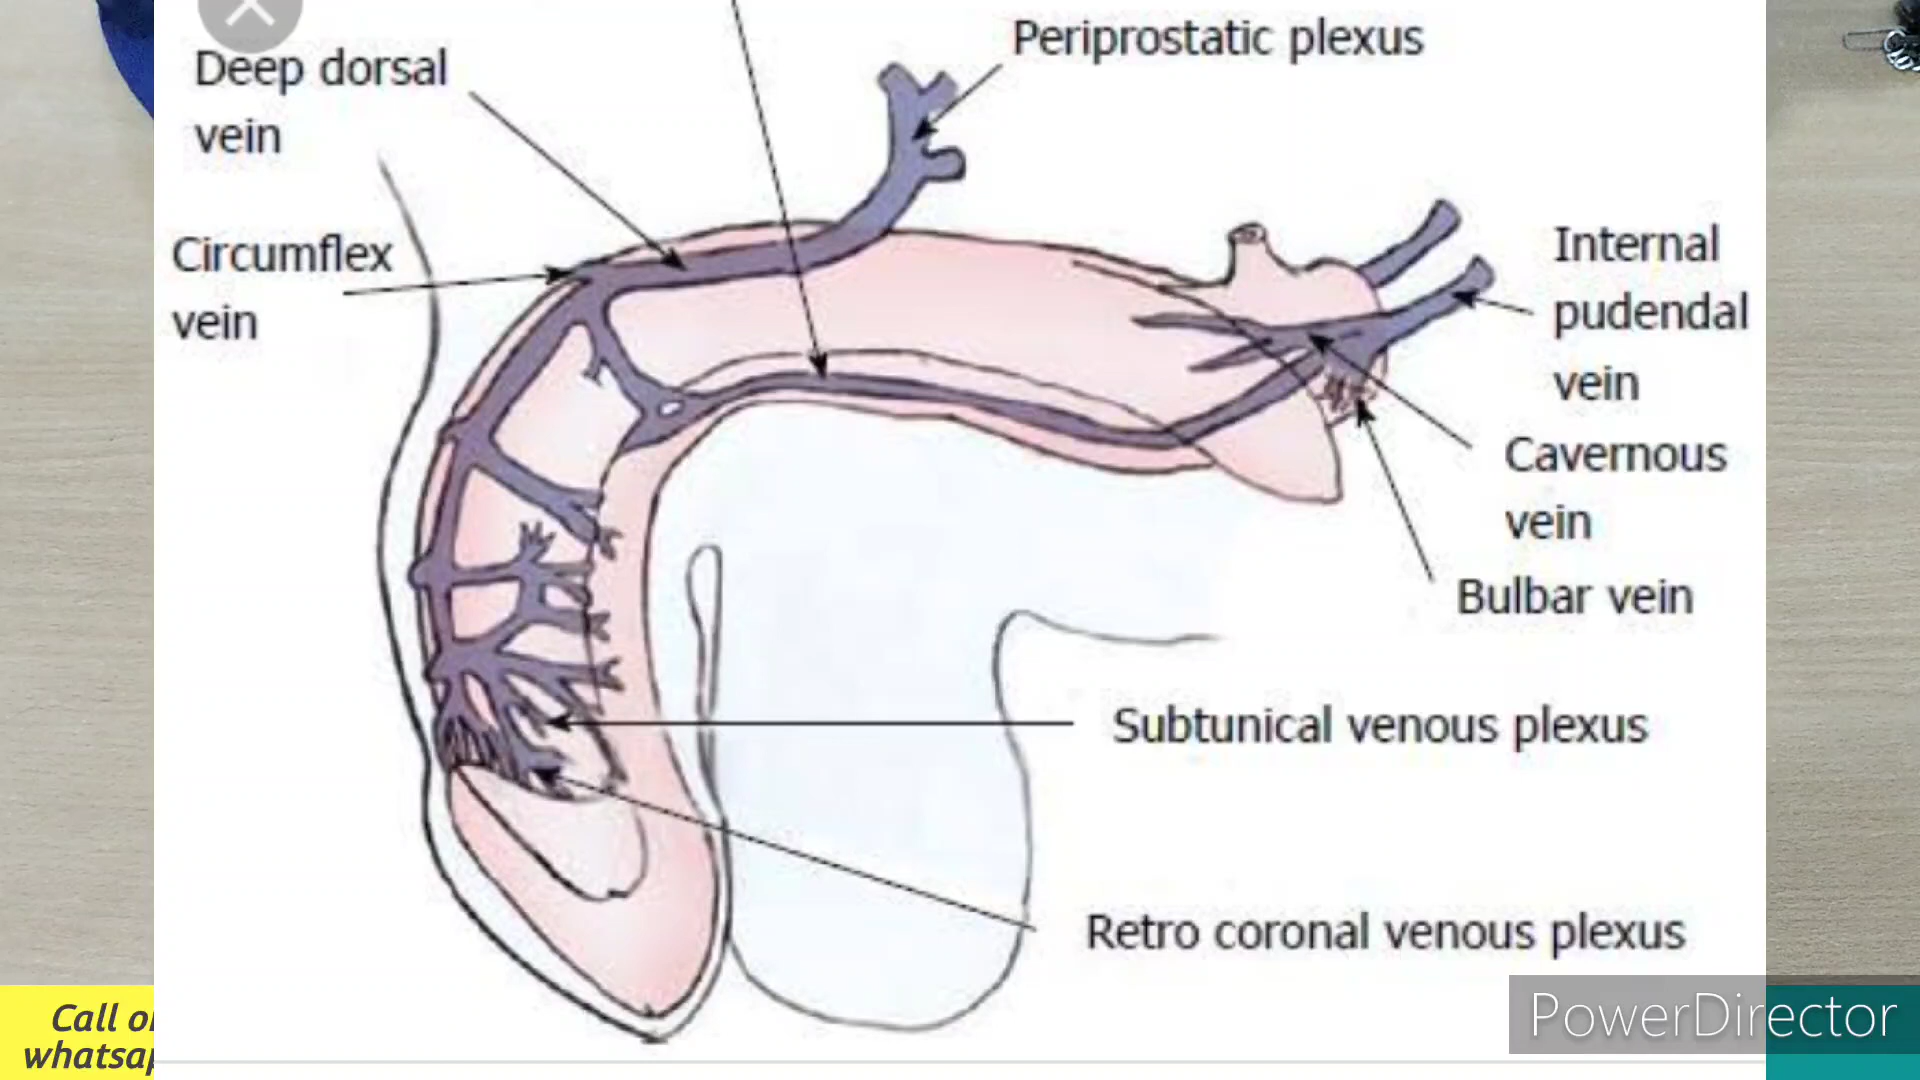 Periprostatic plexus
Deep dorsal
vein
Circumflex
vein
Internal
pudendal
vein
Cavernous
vein
Bulbar vein
Subtunical venous plexus
Retro coronal venous plexus
PowerDirector
Call